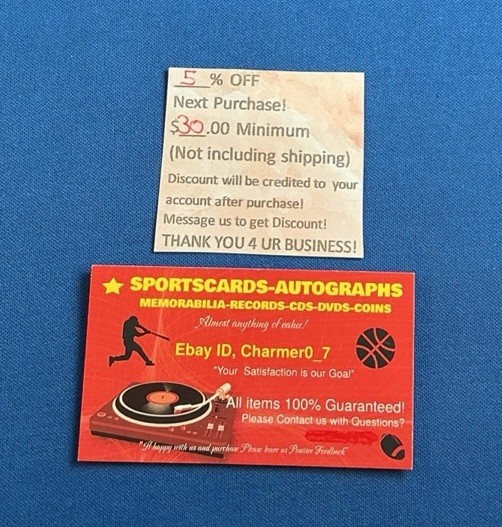 5 % OFF
Next Purchase!
$30.00 Minimum
(Not including shipping)
Discount will be credited to your
account after purchase!
Message us to get Discount!
THANK YOU 4 UR BUSINESS!
SPORTSCARDS-AUTOGRAPHS
MEMORABILIA-RECORDS-CDS-DVDS-COINS
Almost anything of value!
Ebay ID, Charmer0_7
"Your Satisfaction is our Goal"
All items 100% Guaranteed!
Please Contact us with Questions?
"If happy with us and purchase Please leave us Positive Feedback"